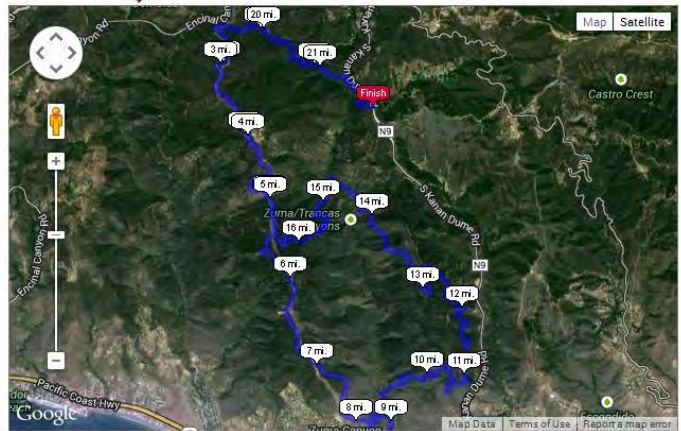 Encinal Can
20 mi.
Map
Satellite
yon Rd
3 mi.
21 mi.
S Kanan
Finish
Castro Crest
N9
4 mi.
S Kanan Dume Rd
5 mi.
15 mi.
14 mi.
Zuma/Trancas
yons
16 mi.
Encinal Canyon Rd
6 mi.
13 mi.
N9
12 mi.
7 mi.
10 mi.
11 mi.
Kanan Dume Rd
Pacific Coast Hwy
8 mi.
9 mi.
Google
Zuma Canyon
Escondido
Map Data
Terms of Use
Report a map error